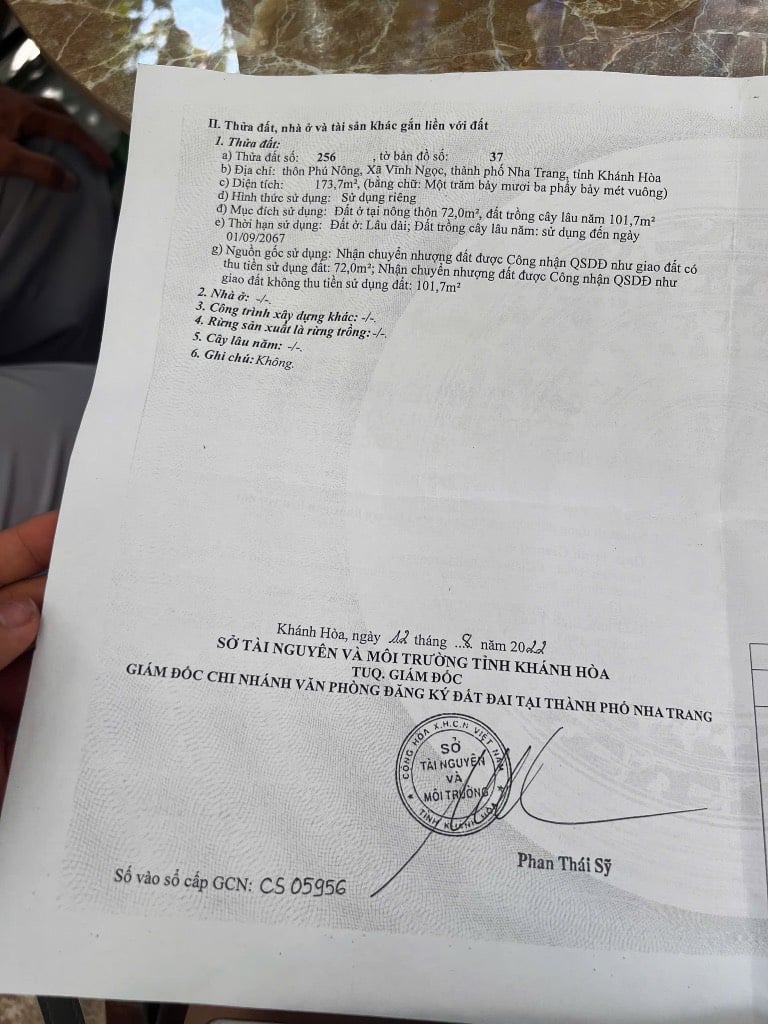 II. Thửa đất, nhà ở và tài sản khác gắn liền với đất
1. Thửa đất:
a) Thửa đất số: 256 , tờ bản đồ số: 37
b) Địa chỉ: thôn Phú Nông, Xã Vĩnh Ngọc, thành phố Nha Trang, tỉnh Khánh Hòa
c) Diện tích: 173,7m², (bằng chữ: Một trăm bảy mươi ba phẩy bảy mét vuông)
d) Hình thức sử dụng: Sử dụng riêng
đ) Mục đích sử dụng: Đất ở tại nông thôn 72,0m², đất trồng cây lâu năm 101,7m²
e) Thời hạn sử dụng: Đất ở: Lâu dài; Đất trồng cây lâu năm: sử dụng đến ngày
01/09/2067
g) Nguồn gốc sử dụng: Nhận chuyển nhượng đất được Công nhận QSDĐ như giao đất có
thu tiền sử dụng đất: 72,0m²; Nhận chuyển nhượng đất được Công nhận QSDĐ như
giao đất không thu tiền sử dụng đất: 101,7m²
2. Nhà ở: -/-.
3. Công trình xây dựng khác: -/-.
4. Rừng sản xuất là rừng trồng: -/-.
5. Cây lâu năm: -/-.
6. Ghi chú: Không.
Khánh Hòa, ngày 12 tháng ..8. năm 2022
SỞ TÀI NGUYÊN VÀ MÔI TRƯỜNG TỈNH KHÁNH HÒA
TUQ. GIÁM ĐỐC
GIÁM ĐỐC CHI NHÁNH VĂN PHÒNG ĐĂNG KÝ ĐẤT ĐAI TẠI THÀNH PHỐ NHA TRANG
CỘNG HÒA X.H.C.N VIỆT NAM
SỞ
TÀI NGUYÊN
VÀ
MÔI TRƯỜNG
TỈNH KHÁNH HÒA
Phan Thái Sỹ
Số vào sổ cấp GCN: CS 05956